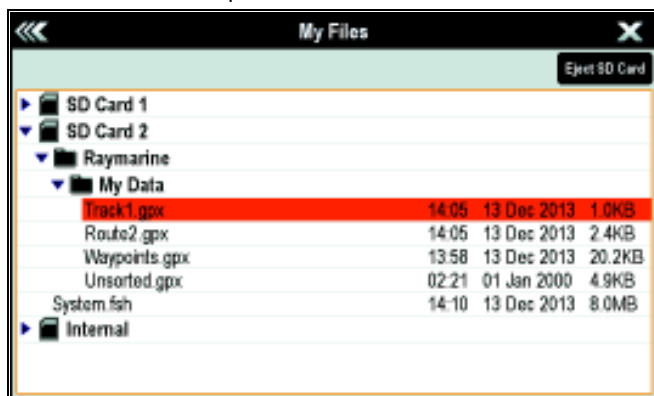 My Files
Eject SD Card
SD Card 1
SD Card 2
Raymarine
My Data
Track1.gpx 14:05 13 Dec 2013 1.0KB
Route2.gpx 14:05 13 Dec 2013 2.4KB
Waypoints.gpx 13:58 13 Dec 2013 20.2KB
Unsorted.gpx 02:21 01 Jan 2000 4.9KB
System.fsh 14:10 13 Dec 2013 8.0MB
Internal